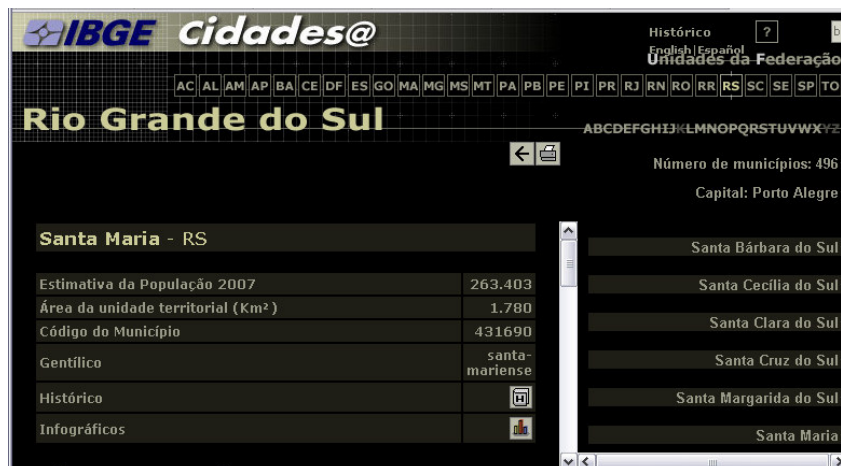 IBGE Cidades@
Histórico ?
English|Español
Unidades da Federação
AC AL AM AP BA CE DF ES GO MA MG MS MT PA PB PE PI PR RJ RN RO RR RS SC SE SP TO
Rio Grande do Sul
ABCDEFGHIJKLMNOPQRSTUVWXYZ
Número de municípios: 496
Capital: Porto Alegre
Santa Maria - RS
Estimativa da População 2007 263.403
Área da unidade territorial (Km²) 1.780
Código do Município 431690
Gentílico santa-
mariense
Histórico H
Infográficos
Santa Bárbara do Sul
Santa Cecília do Sul
Santa Clara do Sul
Santa Cruz do Sul
Santa Margarida do Sul
Santa Maria